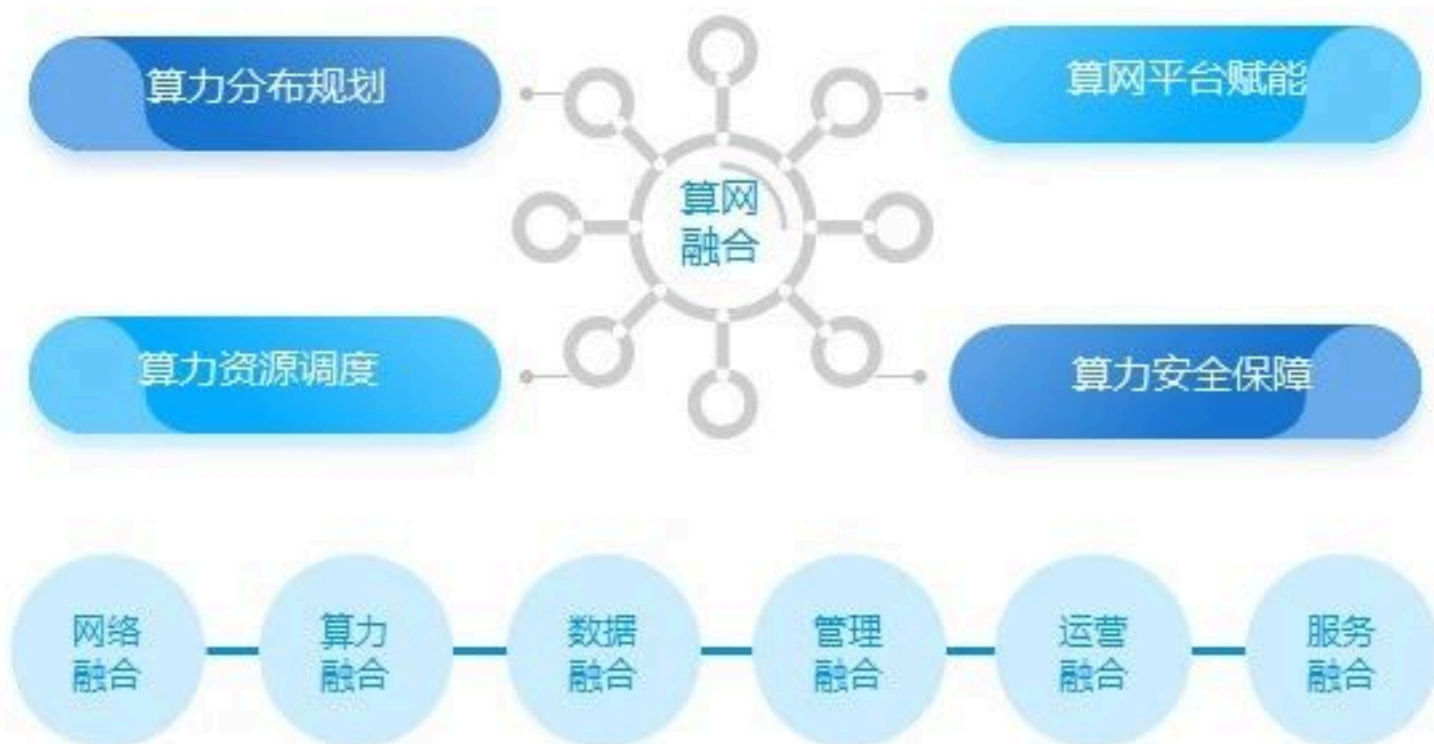 算力分布规划
算网平台赋能
算网
融合
算力资源调度
算力安全保障
网络
融合
算力
融合
数据
融合
管理
融合
运营
融合
服务
融合